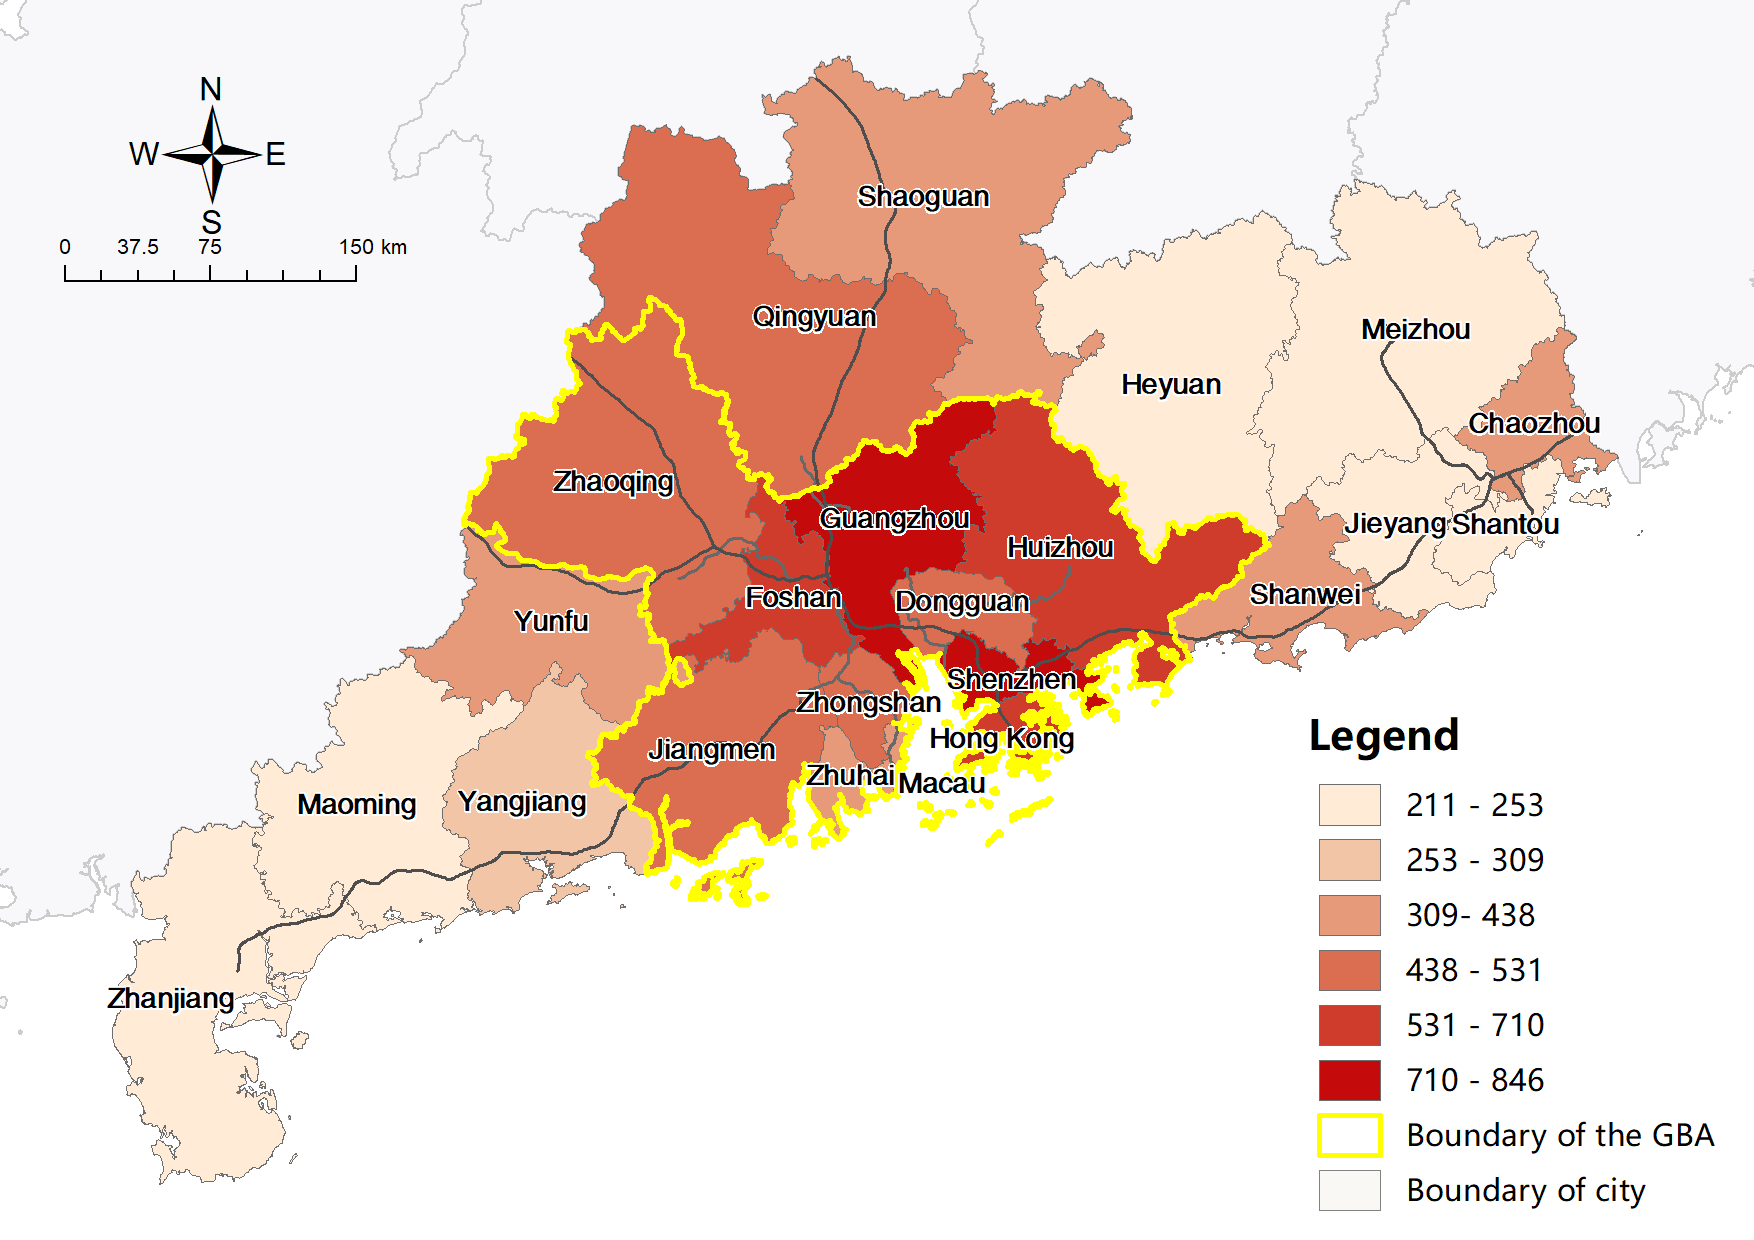 N
W E
S
0 37.5 75 150 km
Shaoguan
Qingyuan
Meizhou
Heyuan
Chaozhou
Zhaoqing
Guangzhou
Jieyang Shantou
Huizhou
Foshan
Dongguan
Shanwei
Yunfu
Shenzhen
Zhongshan
Hong Kong
Jiangmen
Zhuhai
Macau
Maoming
Yangjiang
Zhanjiang
Legend
211 - 253
253 - 309
309- 438
438 - 531
531 - 710
710 - 846
Boundary of the GBA
Boundary of city